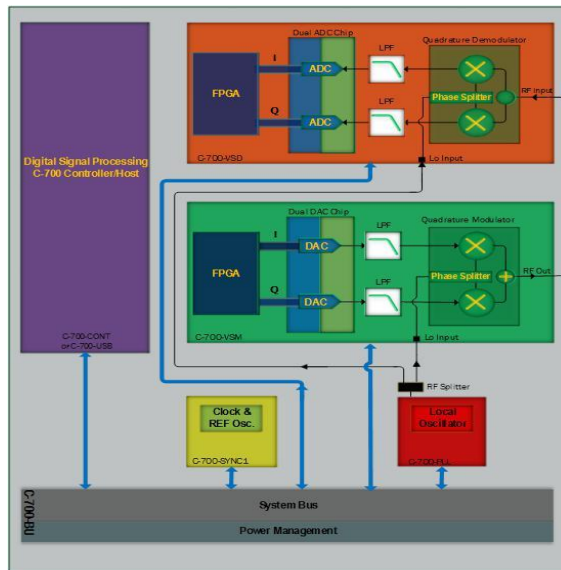 Dual ADC Chip
Quadrature Demodulator
LPF
I
FPGA
ADC
Phase Splitter
RF Input
LPF
Q
ADC
C-700-VSD
Lo Input
Digital Signal Processing
C-700 Controller/Host
C-700-CONT
orC-700-USB
Dual DAC Chip
Quadrature Modulator
LPF
I
FPGA
DAC
Phase Splitter
RF Out
LPF
Q
DAC
C-700-VSM
Lo Input
RF Splitter
Clock &
REF Osc.
C-700-SYNC1
Local
Oscillator
C-700-PLL
C-700-BU
System Bus
Power Management